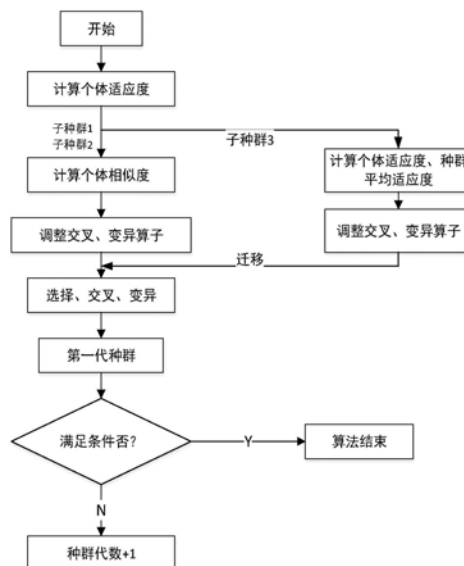 开始
计算个体适应度
子种群1
子种群2
子种群3
计算个体相似度
计算个体适应度、种群
平均适应度
调整交叉、变异算子
调整交叉、变异算子
迁移
选择、交叉、变异
第一代种群
满足条件否?
Y
算法结束
N
种群代数+1